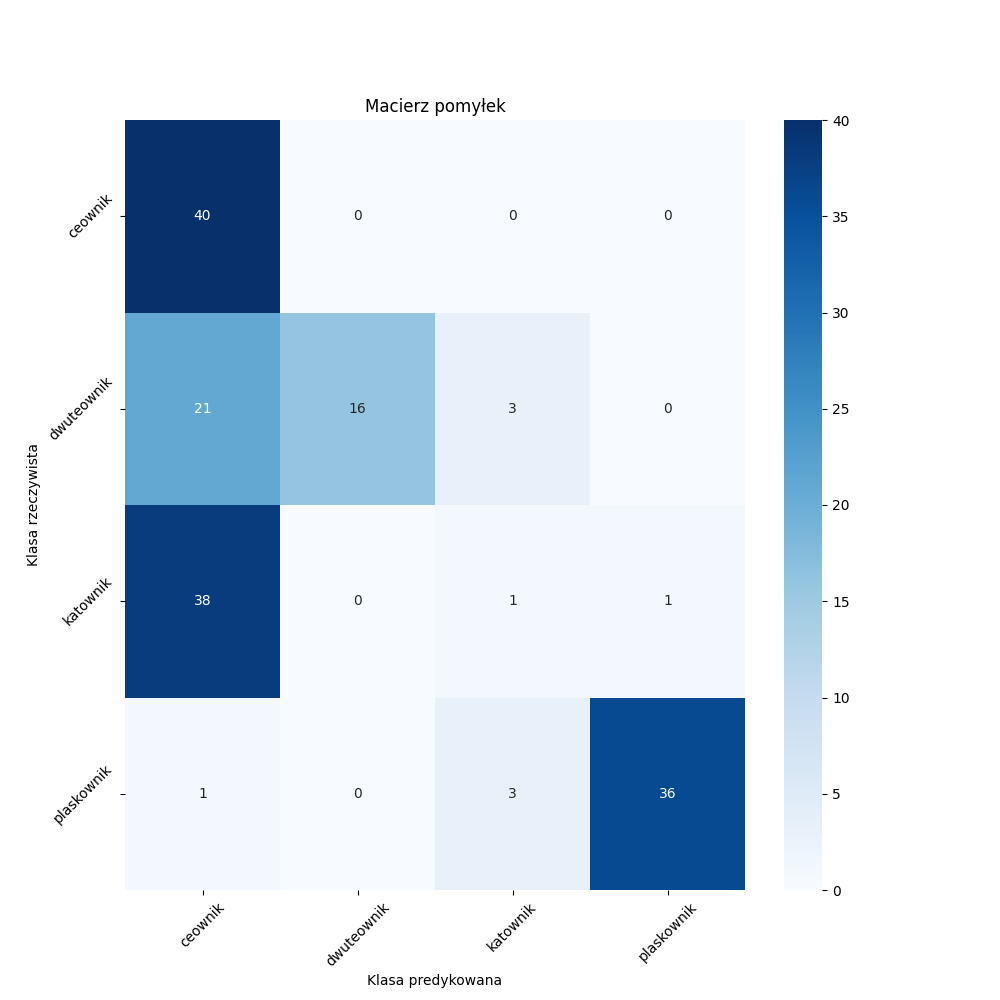 Macierz pomyłek
40
ceownik 40 0 0 0
35
30
dwuteownik 21 16 3 0
25
20
Klasa rzeczywista
katownik 38 0 1 1
15
10
plaskownik 1 0 3 36
5
0
ceownik dwuteownik katownik plaskownik
Klasa predykowana